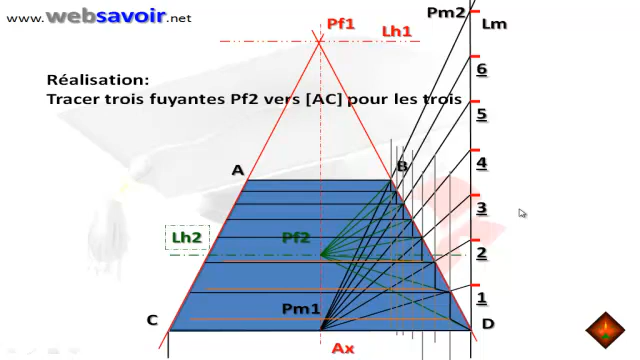 www.websavoir.net
Pf1
Pm2
Lm
Lh1
6
Réalisation:
Tracer trois fuyantes Pf2 vers [AC] pour les trois
5
4
A
B
3
Lh2
Pf2
2
1
Pm1
C
D
Ax